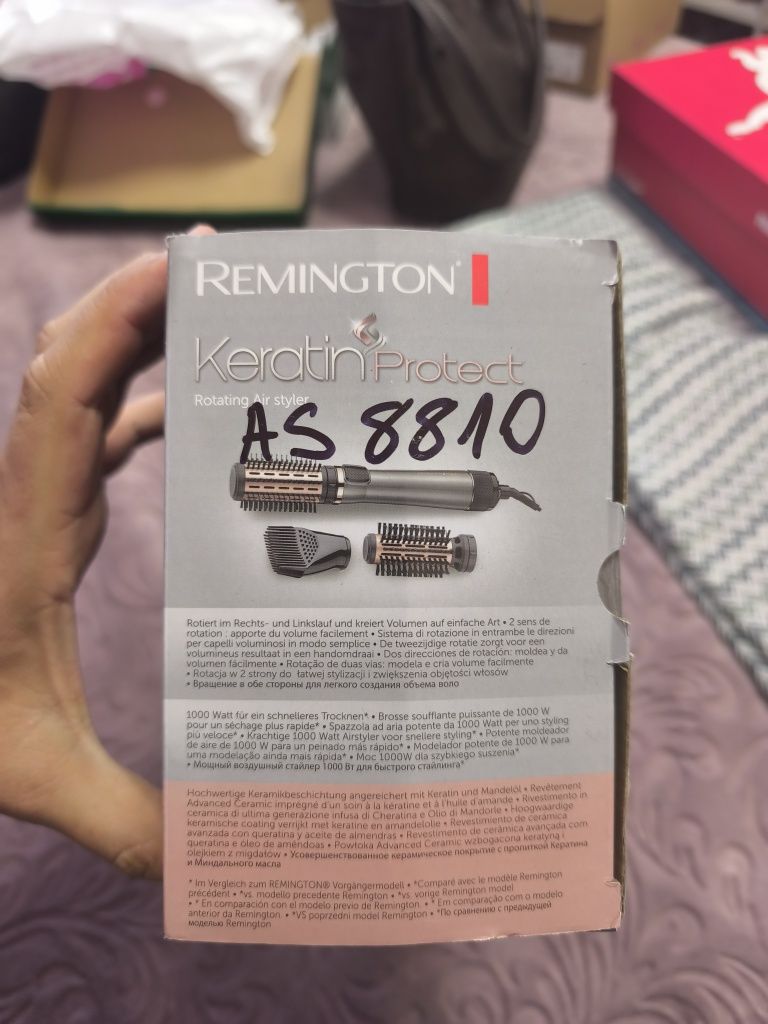 REMINGTON®
Keratin Protect
Rotating Air styler
AS 8810
Rotiert im Rechts- und Linkslauf und kreiert Volumen auf einfache Art • 2 sens de
rotation : apporte du volume facilement • Sistema di rotazione in entrambe le direzioni
per capelli voluminosi in modo semplice • De tweezijdige rotatie zorgt voor een
volumineus resultaat in een handomdraai • Dos direcciones de rotación: moldea y da
volumen fácilmente • Rotação de duas vias: modela e cria volume facilmente
• Rotacja w 2 strony do łatwej stylizacji i zwiększenia objętości włosów
• Вращение в обе стороны для легкого создания объема воло
1000 Watt für ein schnelleres Trocknen* • Brosse soufflante puissante de 1000 W
pour un séchage plus rapide* • Spazzola ad aria potente da 1000 Watt per uno styling
più veloce* • Krachtige 1000 Watt Airstyler voor snellere styling* • Potente moldeador
de aire de 1000 W para un peinado más rápido* • Modelador potente de 1000 W para
uma modelação ainda mais rápida* • Moc 1000W dla szybkiego suszenia*
• Мощный воздушный стайлер 1000 Вт для быстрого стайлинга*
Hochwertige Keramikbeschichtung angereichert mit Keratin und Mandelöl • Revêtement
Advanced Ceramic imprégné d'un soin à la kératine et à l'huile d'amande • Rivestimento in
ceramica di ultima generazione infusa di Cheratina e Olio di Mandorle • Hoogwaardige
keramische coating verrijkt met keratine en amandelolie • Revestimiento de cerámica
avanzada con queratina y aceite de almendras • Revestimento de cerâmica avançada com
queratina e óleo de amêndoas • Powłoka Advanced Ceramic wzbogacona keratyną i
olejkiem z migdałów • Усовершенствованное керамическое покрытие с пропиткой Кератина
и Миндального масла
* Im Vergleich zum REMINGTON® Vorgängermodell • *Comparé avec le modèle Remington
précédent • *vs. modello precedente Remington • *vs. vorige Remington model
• * En comparación con el modelo previo de Remington. • * Em comparação com o modelo
anterior da Remington. • *VS poprzedni model Remington • *По сравнению с предыдущей
моделью Remington